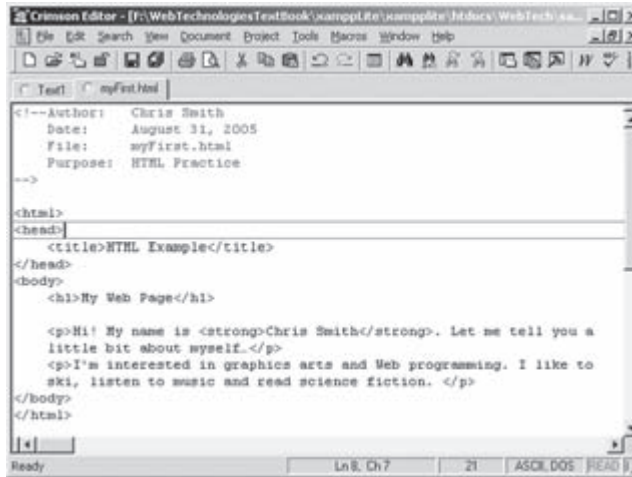 Crimson Editor - [F:\WebTechnologiesTextBook\xampplite\xampplite\htdocs\WebTech\
File Edit Search View Document Project Tools Macros Window Help
Text1 myFirst.html
<!--Author: Chris Smith
Date: August 31, 2005
File: myFirst.html
Purpose: HTML Practice
-->
<html>
<head>
<title>HTML Example</title>
</head>
<body>
<h1>My Web Page</h1>
<p>Hi! My name is <strong>Chris Smith</strong>. Let me tell you a
little bit about myself.</p>
<p>I'm interested in graphics arts and Web programming. I like to
ski, listen to music and read science fiction. </p>
</body>
</html>
Ready Ln 8, Ch 7 21 ASCII, DOS READ